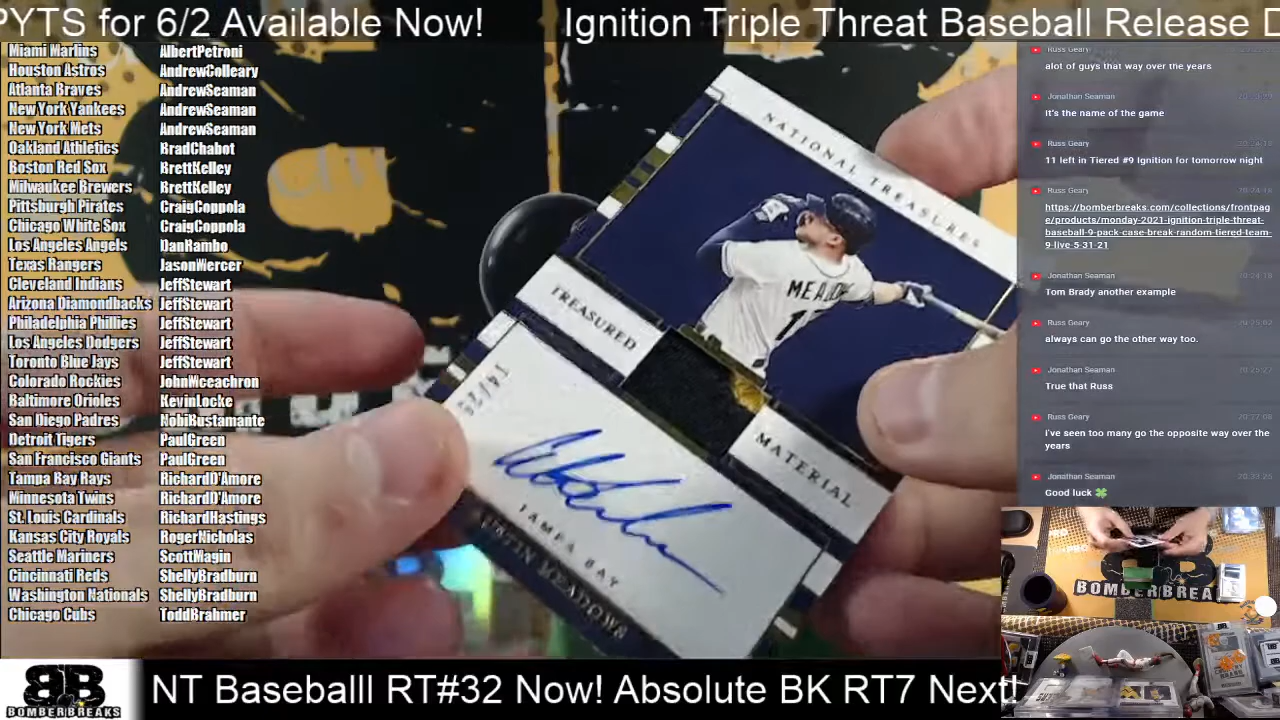 PYTS for 6/2 Available Now! Ignition Triple Threat Baseball Release D
Miami Marlins AlbertPetroni
Houston Astros AndrewColleary
Atlanta Braves AndrewSeaman
New York Yankees AndrewSeaman
New York Mets AndrewSeaman
Oakland Athletics BradChabot
Boston Red Sox BrettKelley
Milwaukee Brewers BrettKelley
Pittsburgh Pirates CraigCoppola
Chicago White Sox CraigCoppola
Los Angeles Angels DanRambo
Texas Rangers JasonWercer
Cleveland Indians JeffStewart
Arizona Diamondbacks JeffStewart
Philadelphia Phillies JeffStewart
Los Angeles Dodgers JeffStewart
Toronto Blue Jays JeffStewart
Colorado Rockies JohnMceachron
Baltimore Orioles KevinLocke
San Diego Padres NobiBustamante
Detroit Tigers PaulGreen
San Francisco Giants PaulGreen
Tampa Bay Rays RichardD'Amore
Minnesota Twins RichardD'Amore
St. Louis Cardinals RichardHastings
Kansas City Royals RogerNicholas
Seattle Mariners ScottMagin
Cincinnati Reds ShellyBradburn
Washington Nationals ShellyBradburn
Chicago Cubs ToddBrahmer
NATIONAL TREASURES
TREASURED
MATERIAL
TAMPA BAY
AUSTIN MEADOWS
Russ Geary
alot of guys that way over the years
Jonathan Seaman
it's the name of the game
Russ Geary
11 left in Tiered #9 Ignition for tomorrow night
Russ Geary
https://bomberbreaks.com/collections/frontpag
e/products/monday-2021-ignition-triple-threat-
baseball-9-pack-case-break-random-tiered-team-
9-live-5-31-21
Jonathan Seaman
Tom Brady another example
Russ Geary
always can go the other way too.
Jonathan Seaman
True that Russ
Russ Geary
i've seen too many go the opposite way over the
years
Jonathan Seaman
Good luck 🍀
BOMBERBREAK
BB
BOMBERBREAKS
NT Baseballl RT#32 Now! Absolute BK RT7 Next!